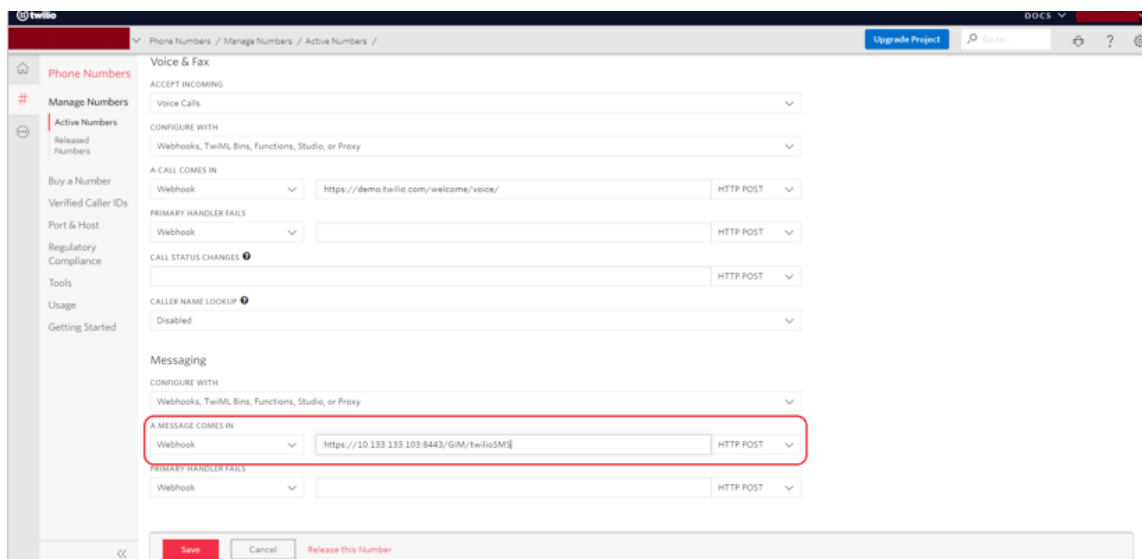 twilio
DOCS
Phone Numbers / Manage Numbers / Active Numbers /
Upgrade Project
Go to...
Phone Numbers
Manage Numbers
Active Numbers
Released
Numbers
Buy a Number
Verified Caller IDs
Port & Host
Regulatory
Compliance
Tools
Usage
Getting Started
Voice & Fax
ACCEPT INCOMING
Voice Calls
CONFIGURE WITH
Webhooks, TwiML Bins, Functions, Studio, or Proxy
A CALL COMES IN
Webhook https://demo.twilio.com/welcome/voice/ HTTP POST
PRIMARY HANDLER FAILS
Webhook HTTP POST
CALL STATUS CHANGES ?
HTTP POST
CALLER NAME LOOKUP ?
Disabled
Messaging
CONFIGURE WITH
Webhooks, TwiML Bins, Functions, Studio, or Proxy
A MESSAGE COMES IN
Webhook https://10.133.133.103:8443/GIM/twilioSMS HTTP POST
PRIMARY HANDLER FAILS
Webhook HTTP POST
Save Cancel Release this Number